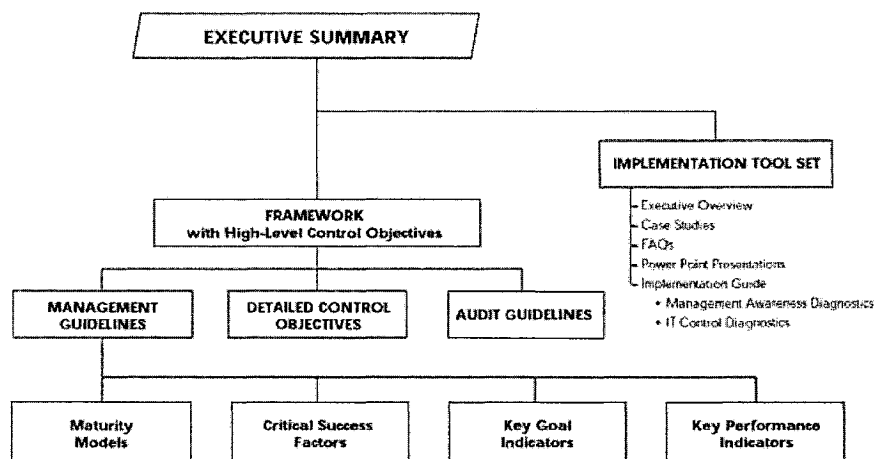 EXECUTIVE SUMMARY
IMPLEMENTATION TOOL SET
Executive Overview
Case Studies
FAQs
Power Point Presentations
Implementation Guide
• Management Awareness Diagnostics
• IT Control Diagnostics
FRAMEWORK
with High-Level Control Objectives
MANAGEMENT
GUIDELINES
DETAILED CONTROL
OBJECTIVES
AUDIT GUIDELINES
Maturity
Models
Critical Success
Factors
Key Goal
Indicators
Key Performance
Indicators